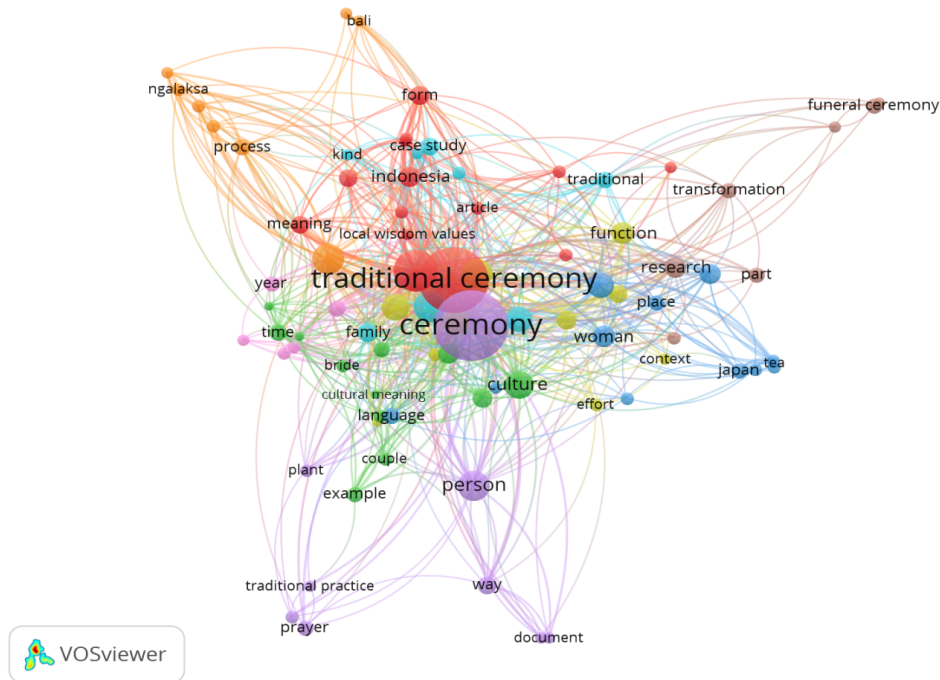 bali
ngalaksa
form
funeral ceremony
process
case study
kind
indonesia
traditional
transformation
article
meaning
local wisdom values
function
year
traditional ceremony
research
part
place
time
family
ceremony
woman
bride
context
japan
tea
culture
cultural meaning
language
effort
couple
plant
example
person
traditional practice
way
prayer
document
VOSviewer